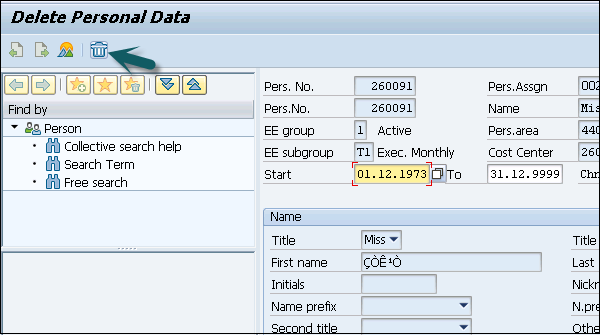 Delete Personal Data
Find by
Person
Collective search help
Search Term
Free search
Pers. No. 260091 Pers.Assgn 002
Pers.No. 260091 Name Mis
EE group 1 Active Pers.area 440
EE subgroup T1 Exec. Monthly Cost Center 260
Start 01.12.1973 To 31.12.9999 Chn
Name
Title Miss Title
First name ÇÒʹÒ Last
Initials Nickn
Name prefix N.pre
Second title Othe